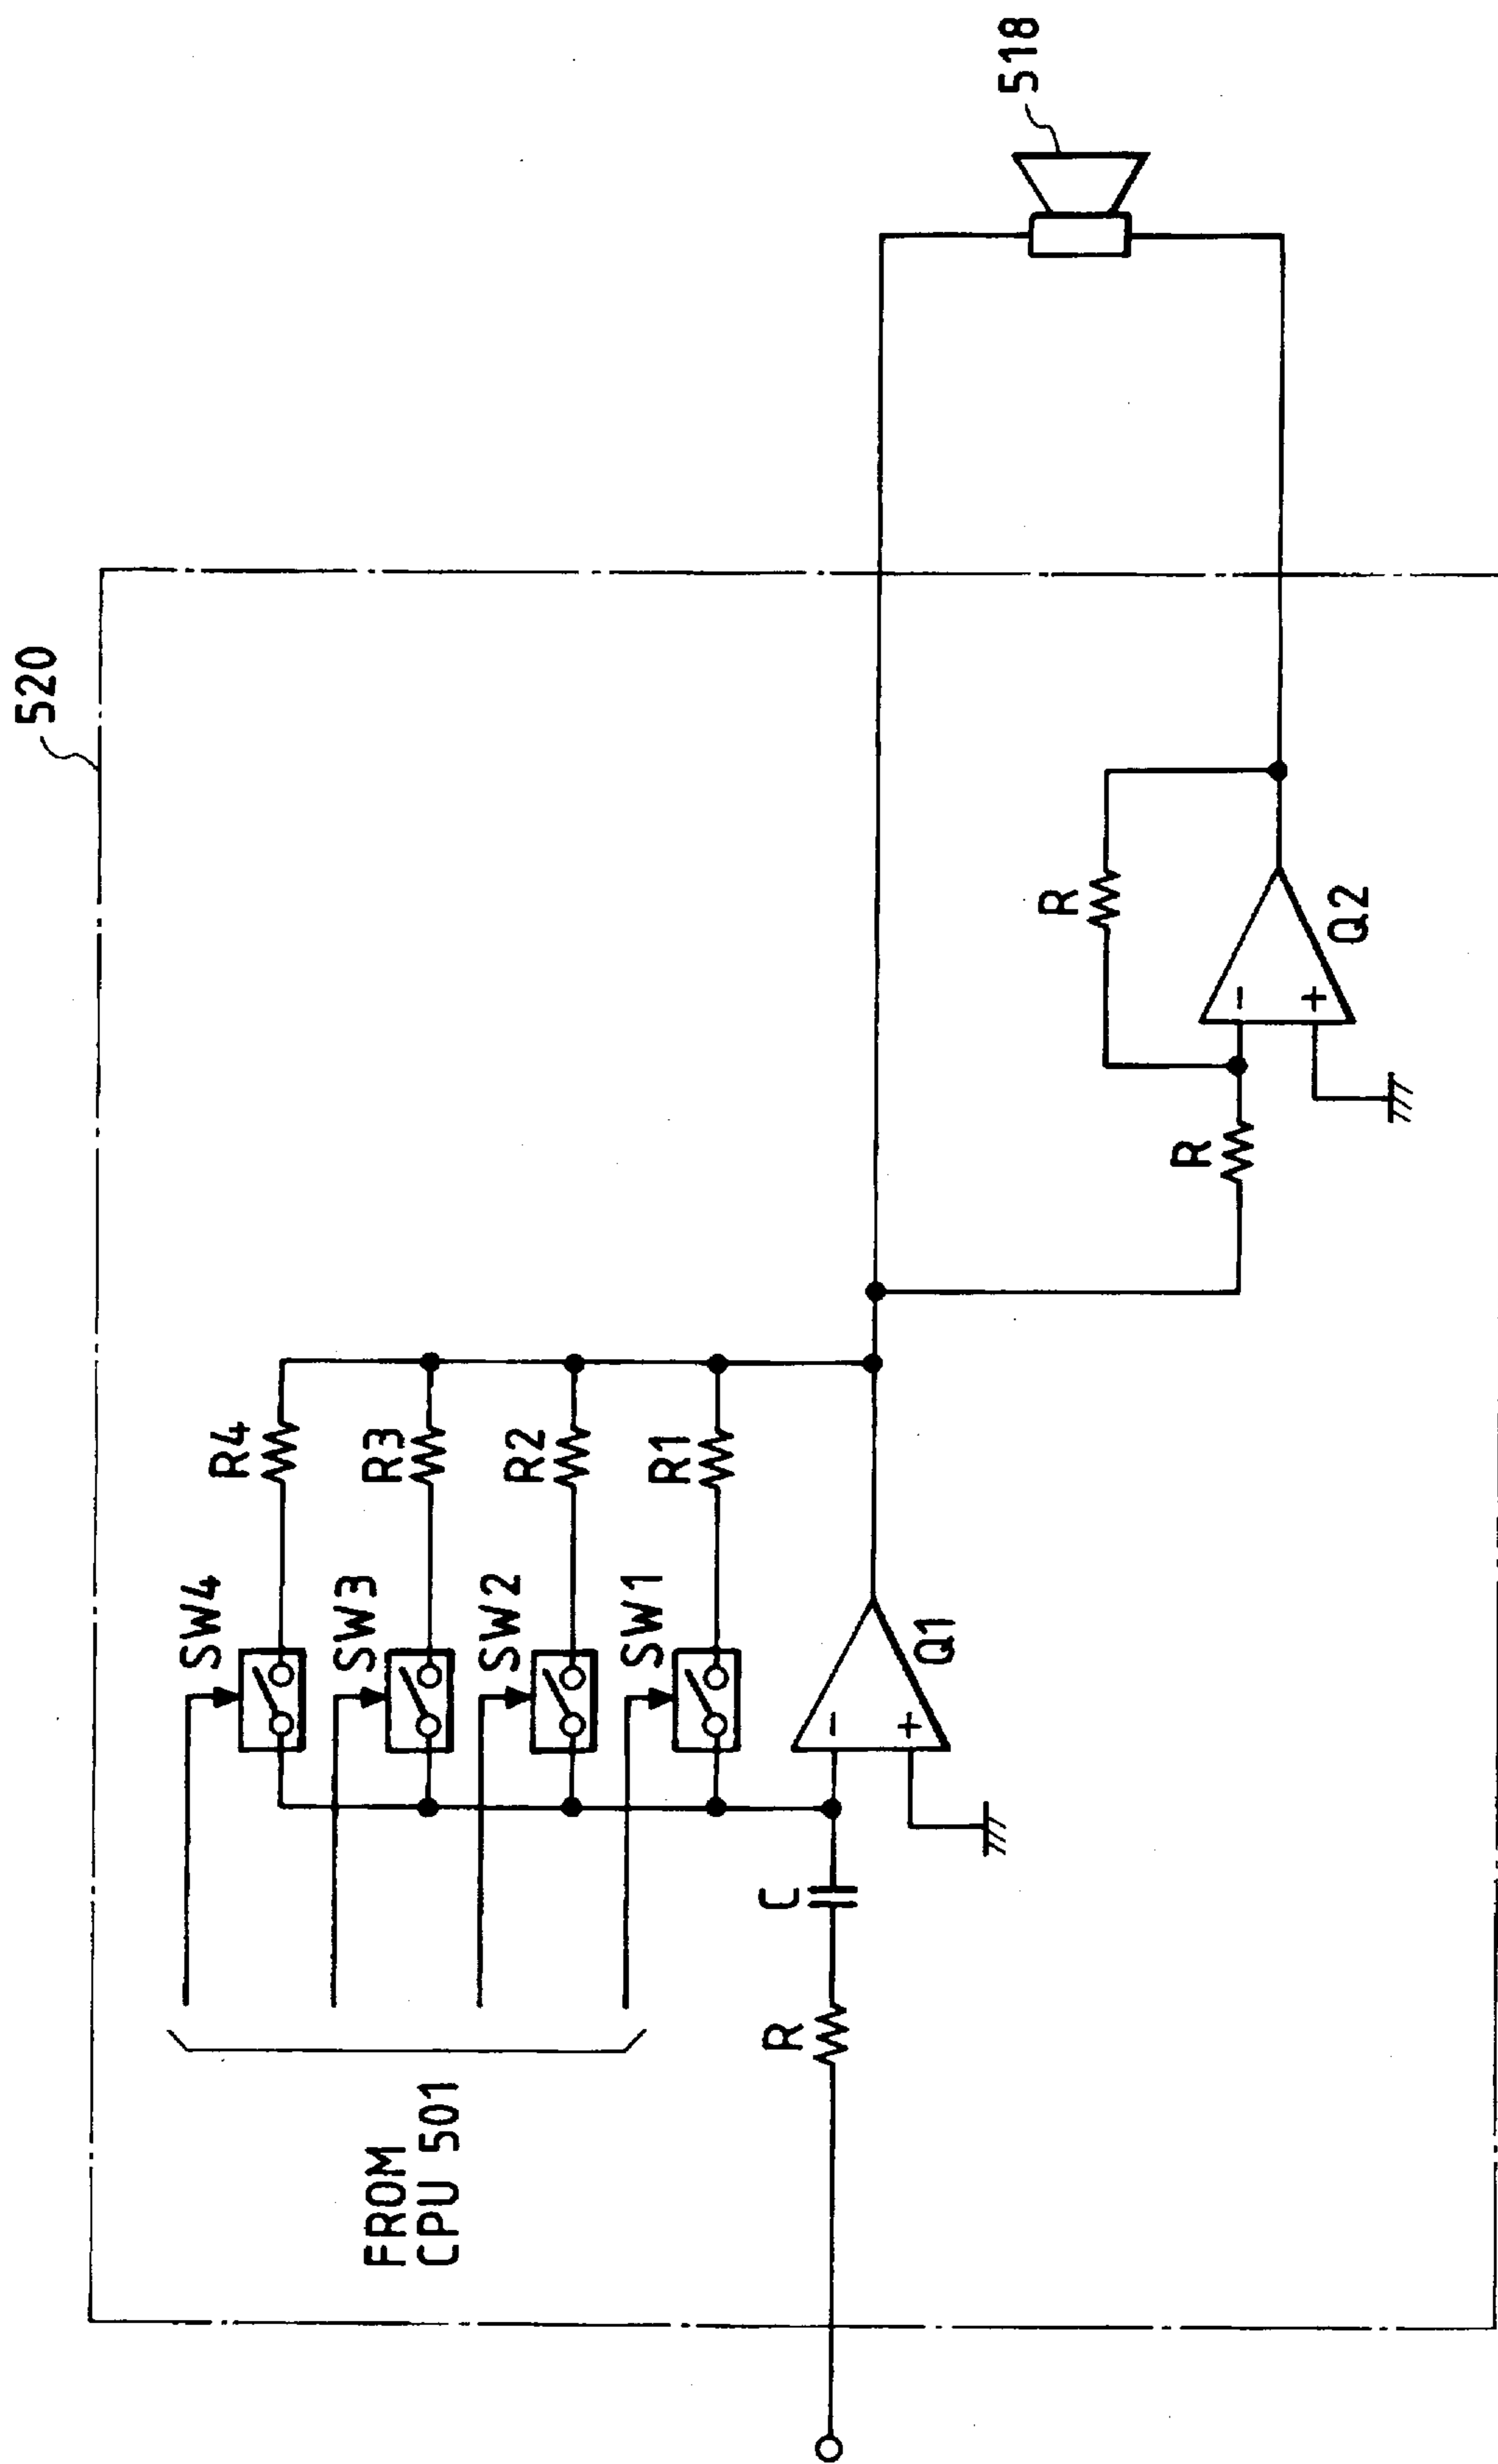 520
518
SW4
R4
SW3
R3
SW2
R2
SW1
R1
FROM
CPU 501
R
C
-
+
Q1
R
R
-
+
Q2